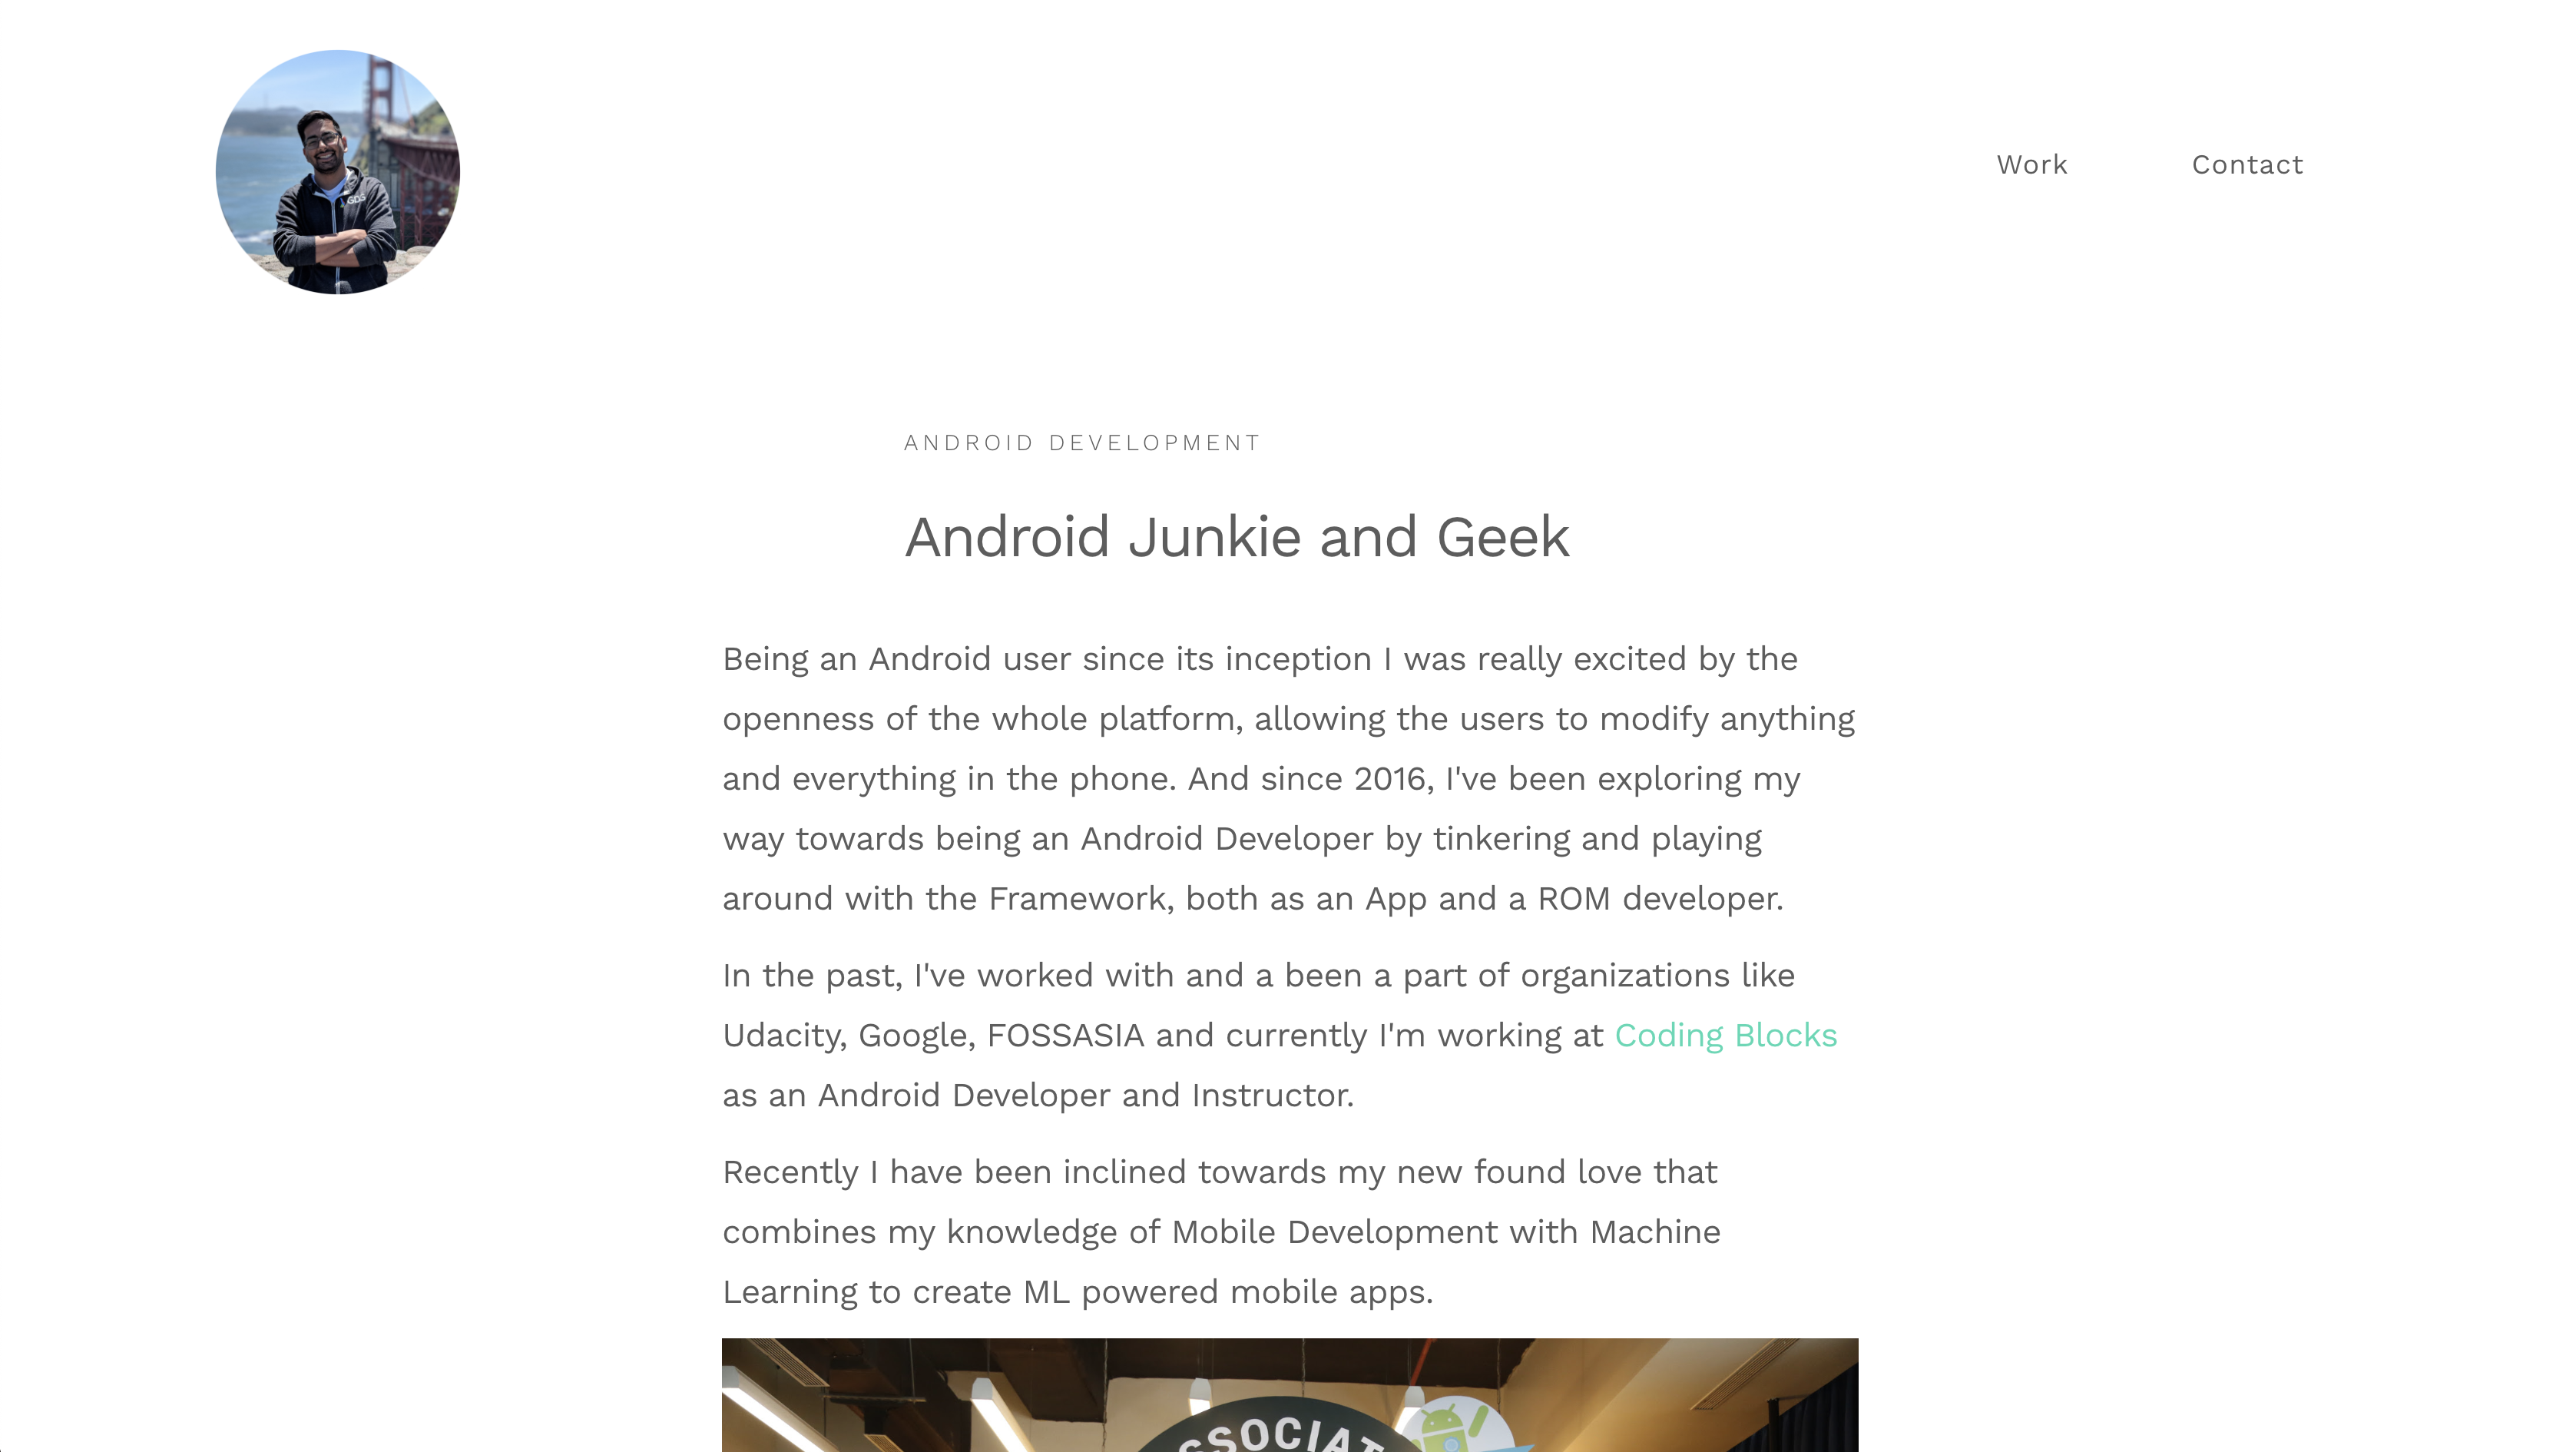 Work Contact
ANDROID DEVELOPMENT
Android Junkie and Geek
Being an Android user since its inception I was really excited by the
openness of the whole platform, allowing the users to modify anything
and everything in the phone. And since 2016, I've been exploring my
way towards being an Android Developer by tinkering and playing
around with the Framework, both as an App and a ROM developer.
In the past, I've worked with and a been a part of organizations like
Udacity, Google, FOSSASIA and currently I'm working at Coding Blocks
as an Android Developer and Instructor.
Recently I have been inclined towards my new found love that
combines my knowledge of Mobile Development with Machine
Learning to create ML powered mobile apps.